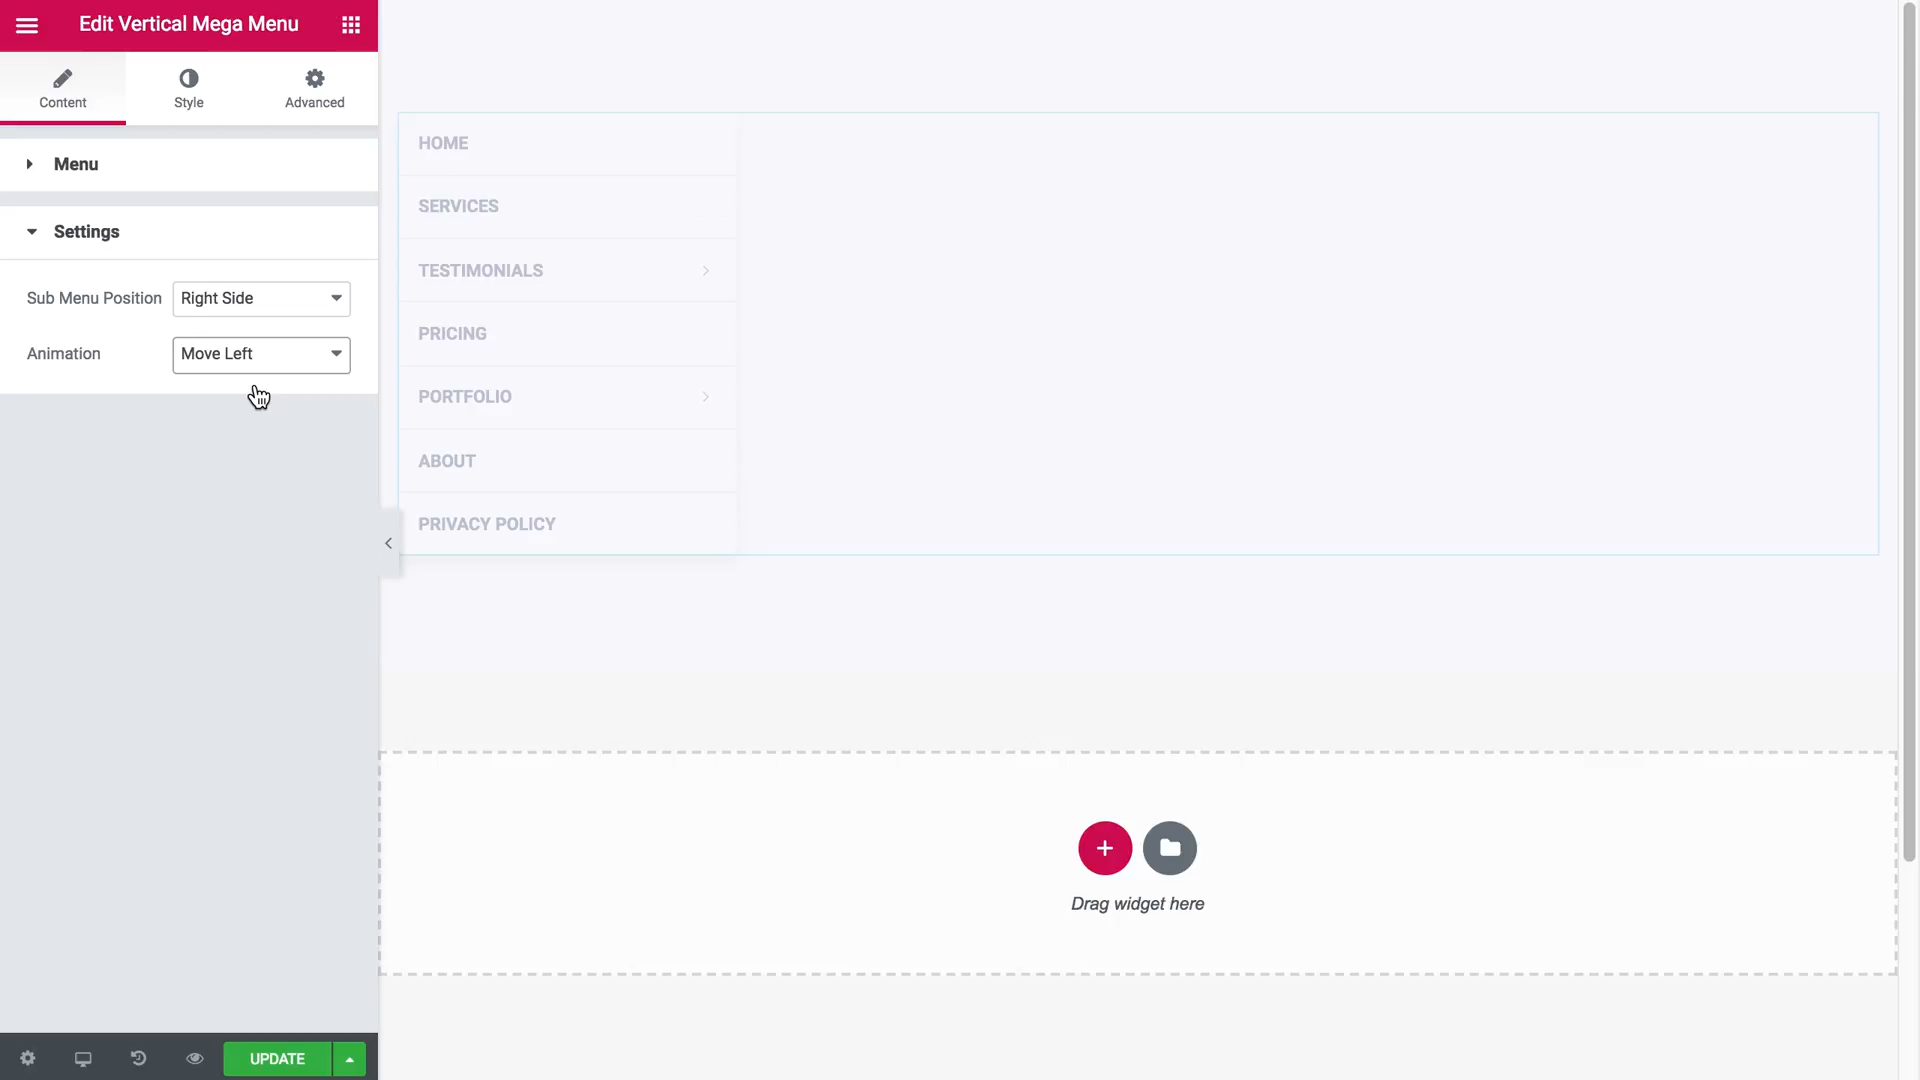 Edit Vertical Mega Menu
Content
Style
Advanced
Menu
Settings
Sub Menu Position
Right Side
Animation
Move Left
HOME
SERVICES
TESTIMONIALS
PRICING
PORTFOLIO
ABOUT
PRIVACY POLICY
Drag widget here
UPDATE